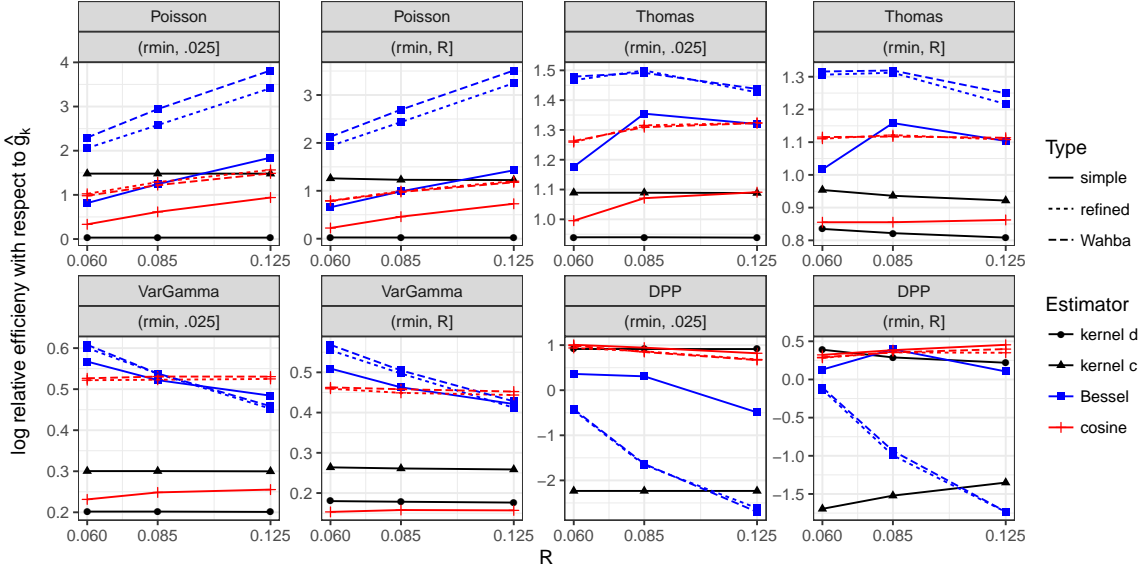 log relative efficieny with respect to ĝk
Poisson
Poisson
Thomas
Thomas
(rmin, .025]
(rmin, R]
(rmin, .025]
(rmin, R]
4
3
2
1
0
3
2
1
0
1.5
1.4
1.3
1.2
1.1
1.0
1.3
1.2
1.1
1.0
0.9
0.8
0.060 0.085 0.125
0.060 0.085 0.125
0.060 0.085 0.125
0.060 0.085 0.125
VarGamma
VarGamma
DPP
DPP
(rmin, .025]
(rmin, R]
(rmin, .025]
(rmin, R]
0.6
0.5
0.4
0.3
0.2
0.5
0.4
0.3
0.2
1
0
−1
−2
0.5
0.0
−0.5
−1.0
−1.5
0.060 0.085 0.125
0.060 0.085 0.125
0.060 0.085 0.125
0.060 0.085 0.125
R
Type
simple
refined
Wahba
Estimator
kernel d
kernel c
Bessel
cosine